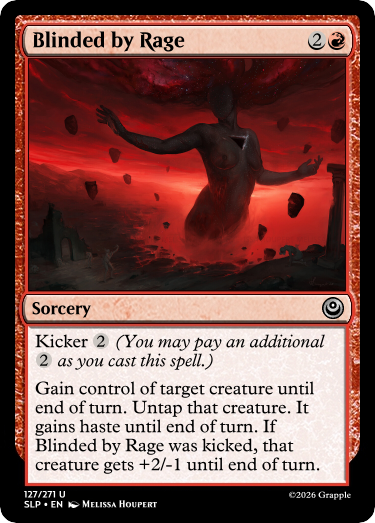 Blinded by Rage 2
Sorcery
Kicker 2 (You may pay an additional
2 as you cast this spell.)
Gain control of target creature until
end of turn. Untap that creature. It
gains haste until end of turn. If
Blinded by Rage was kicked, that
creature gets +2/-1 until end of turn.
127/271 U
SLP • EN Melissa Houpert
©2026 Grapple